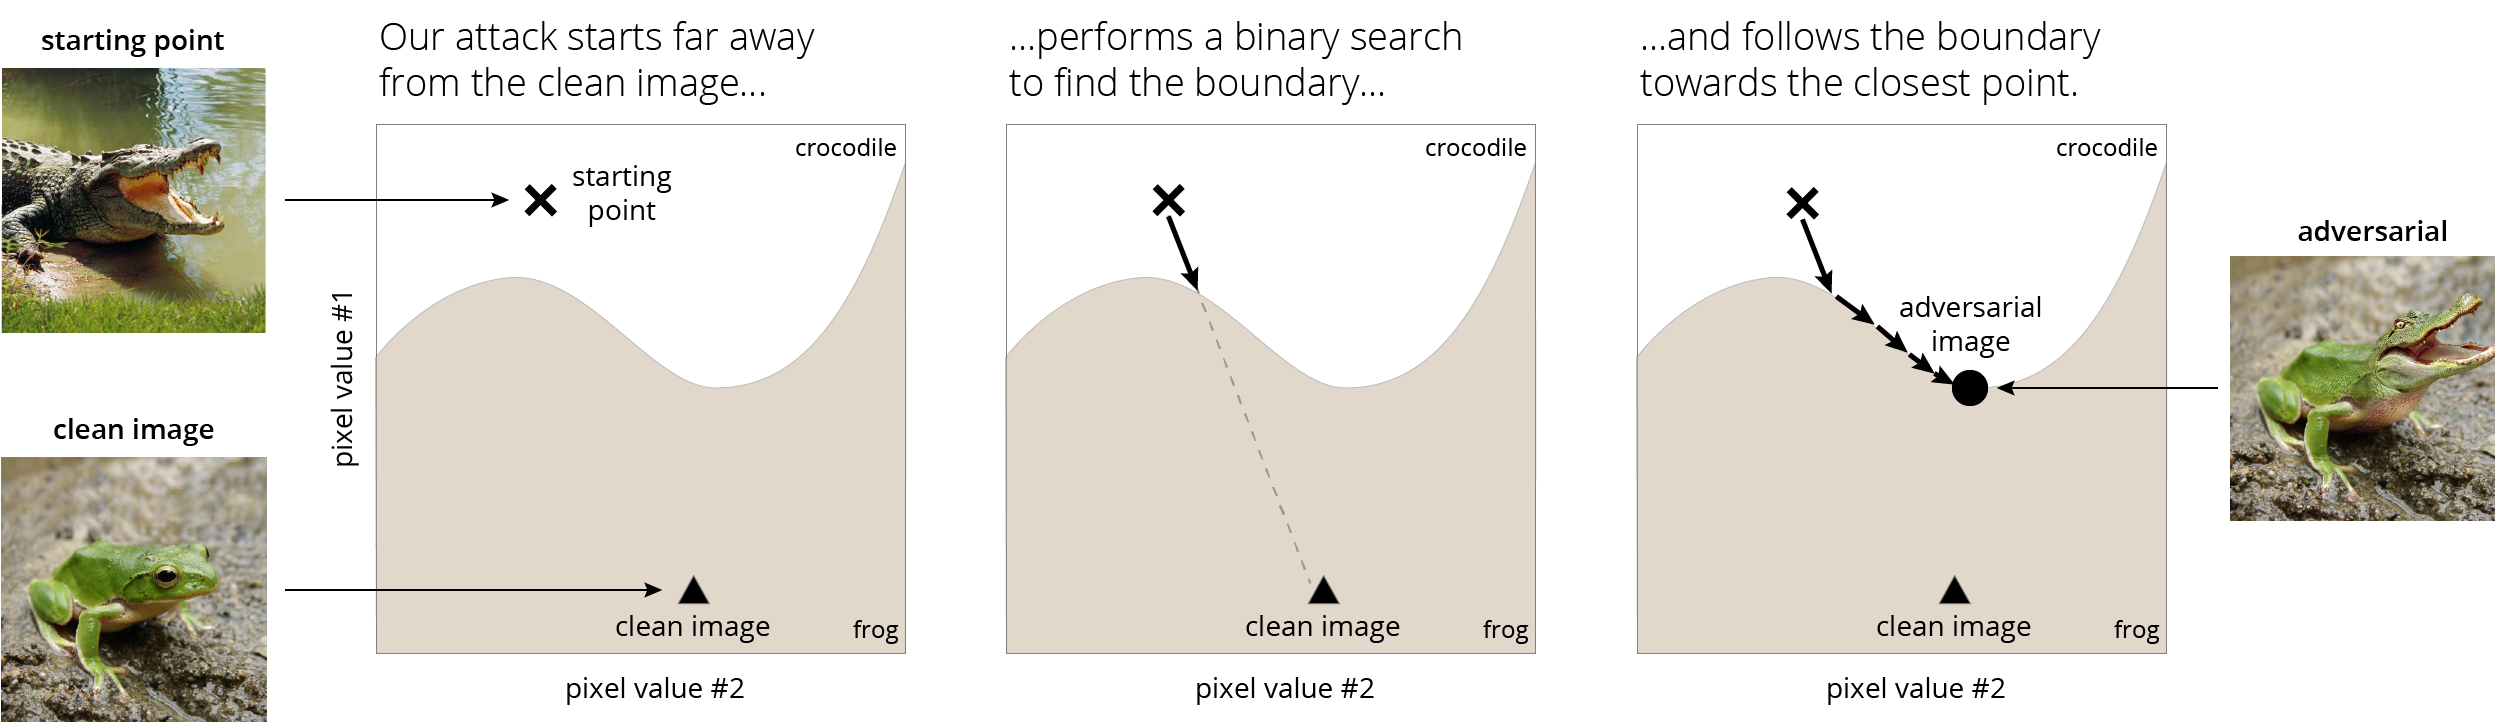 starting point
clean image
Our attack starts far away
from the clean image...
pixel value #1
crocodile
starting
point
clean image
frog
pixel value #2
...performs a binary search
to find the boundary...
crocodile
clean image
frog
pixel value #2
...and follows the boundary
towards the closest point.
crocodile
adversarial
image
clean image
frog
pixel value #2
adversarial